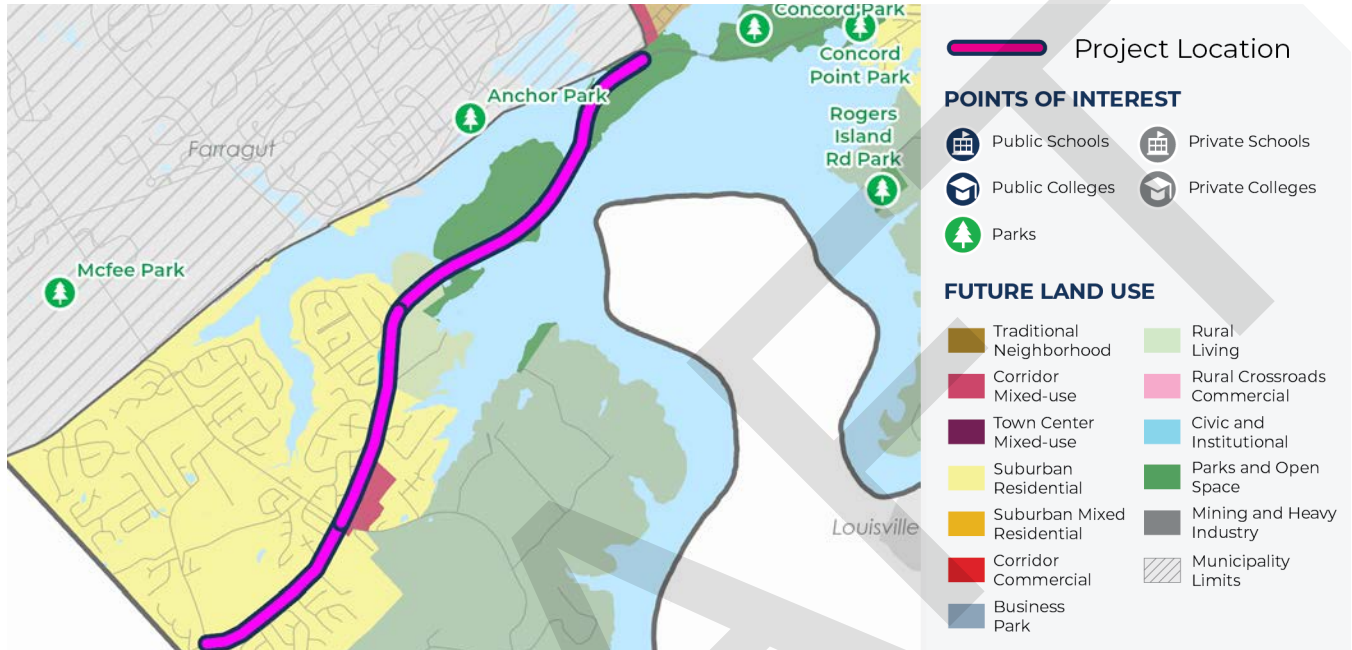 Concord Park
Concord
Point Park
Anchor Park
Rogers
Island
Rd Park
Farragut
Mcfee Park
Louisville
Project Location
POINTS OF INTEREST
Public Schools
Private Schools
Public Colleges
Private Colleges
Parks
FUTURE LAND USE
Traditional
Neighborhood
Corridor
Mixed-use
Town Center
Mixed-use
Suburban
Residential
Suburban Mixed
Residential
Corridor
Commercial
Business
Park
Rural
Living
Rural Crossroads
Commercial
Civic and
Institutional
Parks and Open
Space
Mining and Heavy
Industry
Municipality
Limits